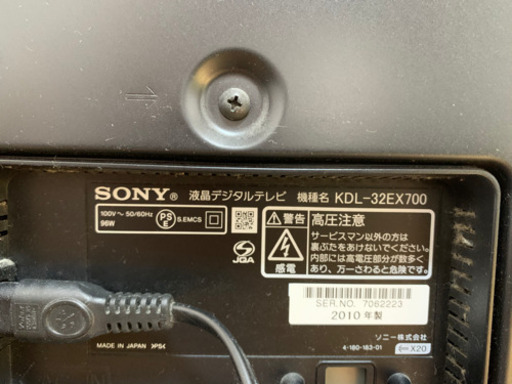 SONY® 液晶デジタルテレビ 機種名 KDL-32EX700
100V～ 50/60Hz
96W
PS
E
S.EMCS
JQA
警告 高圧注意
サービスマン以外の方は
裏ぶたをあけないでください。
内部には高電圧部分が数多く
あり、万一さわると危険です。
感電
SER.NO. 7062223
2010年製
ソニー株式会社
MADE IN JAPAN
4-180-163-01
X20